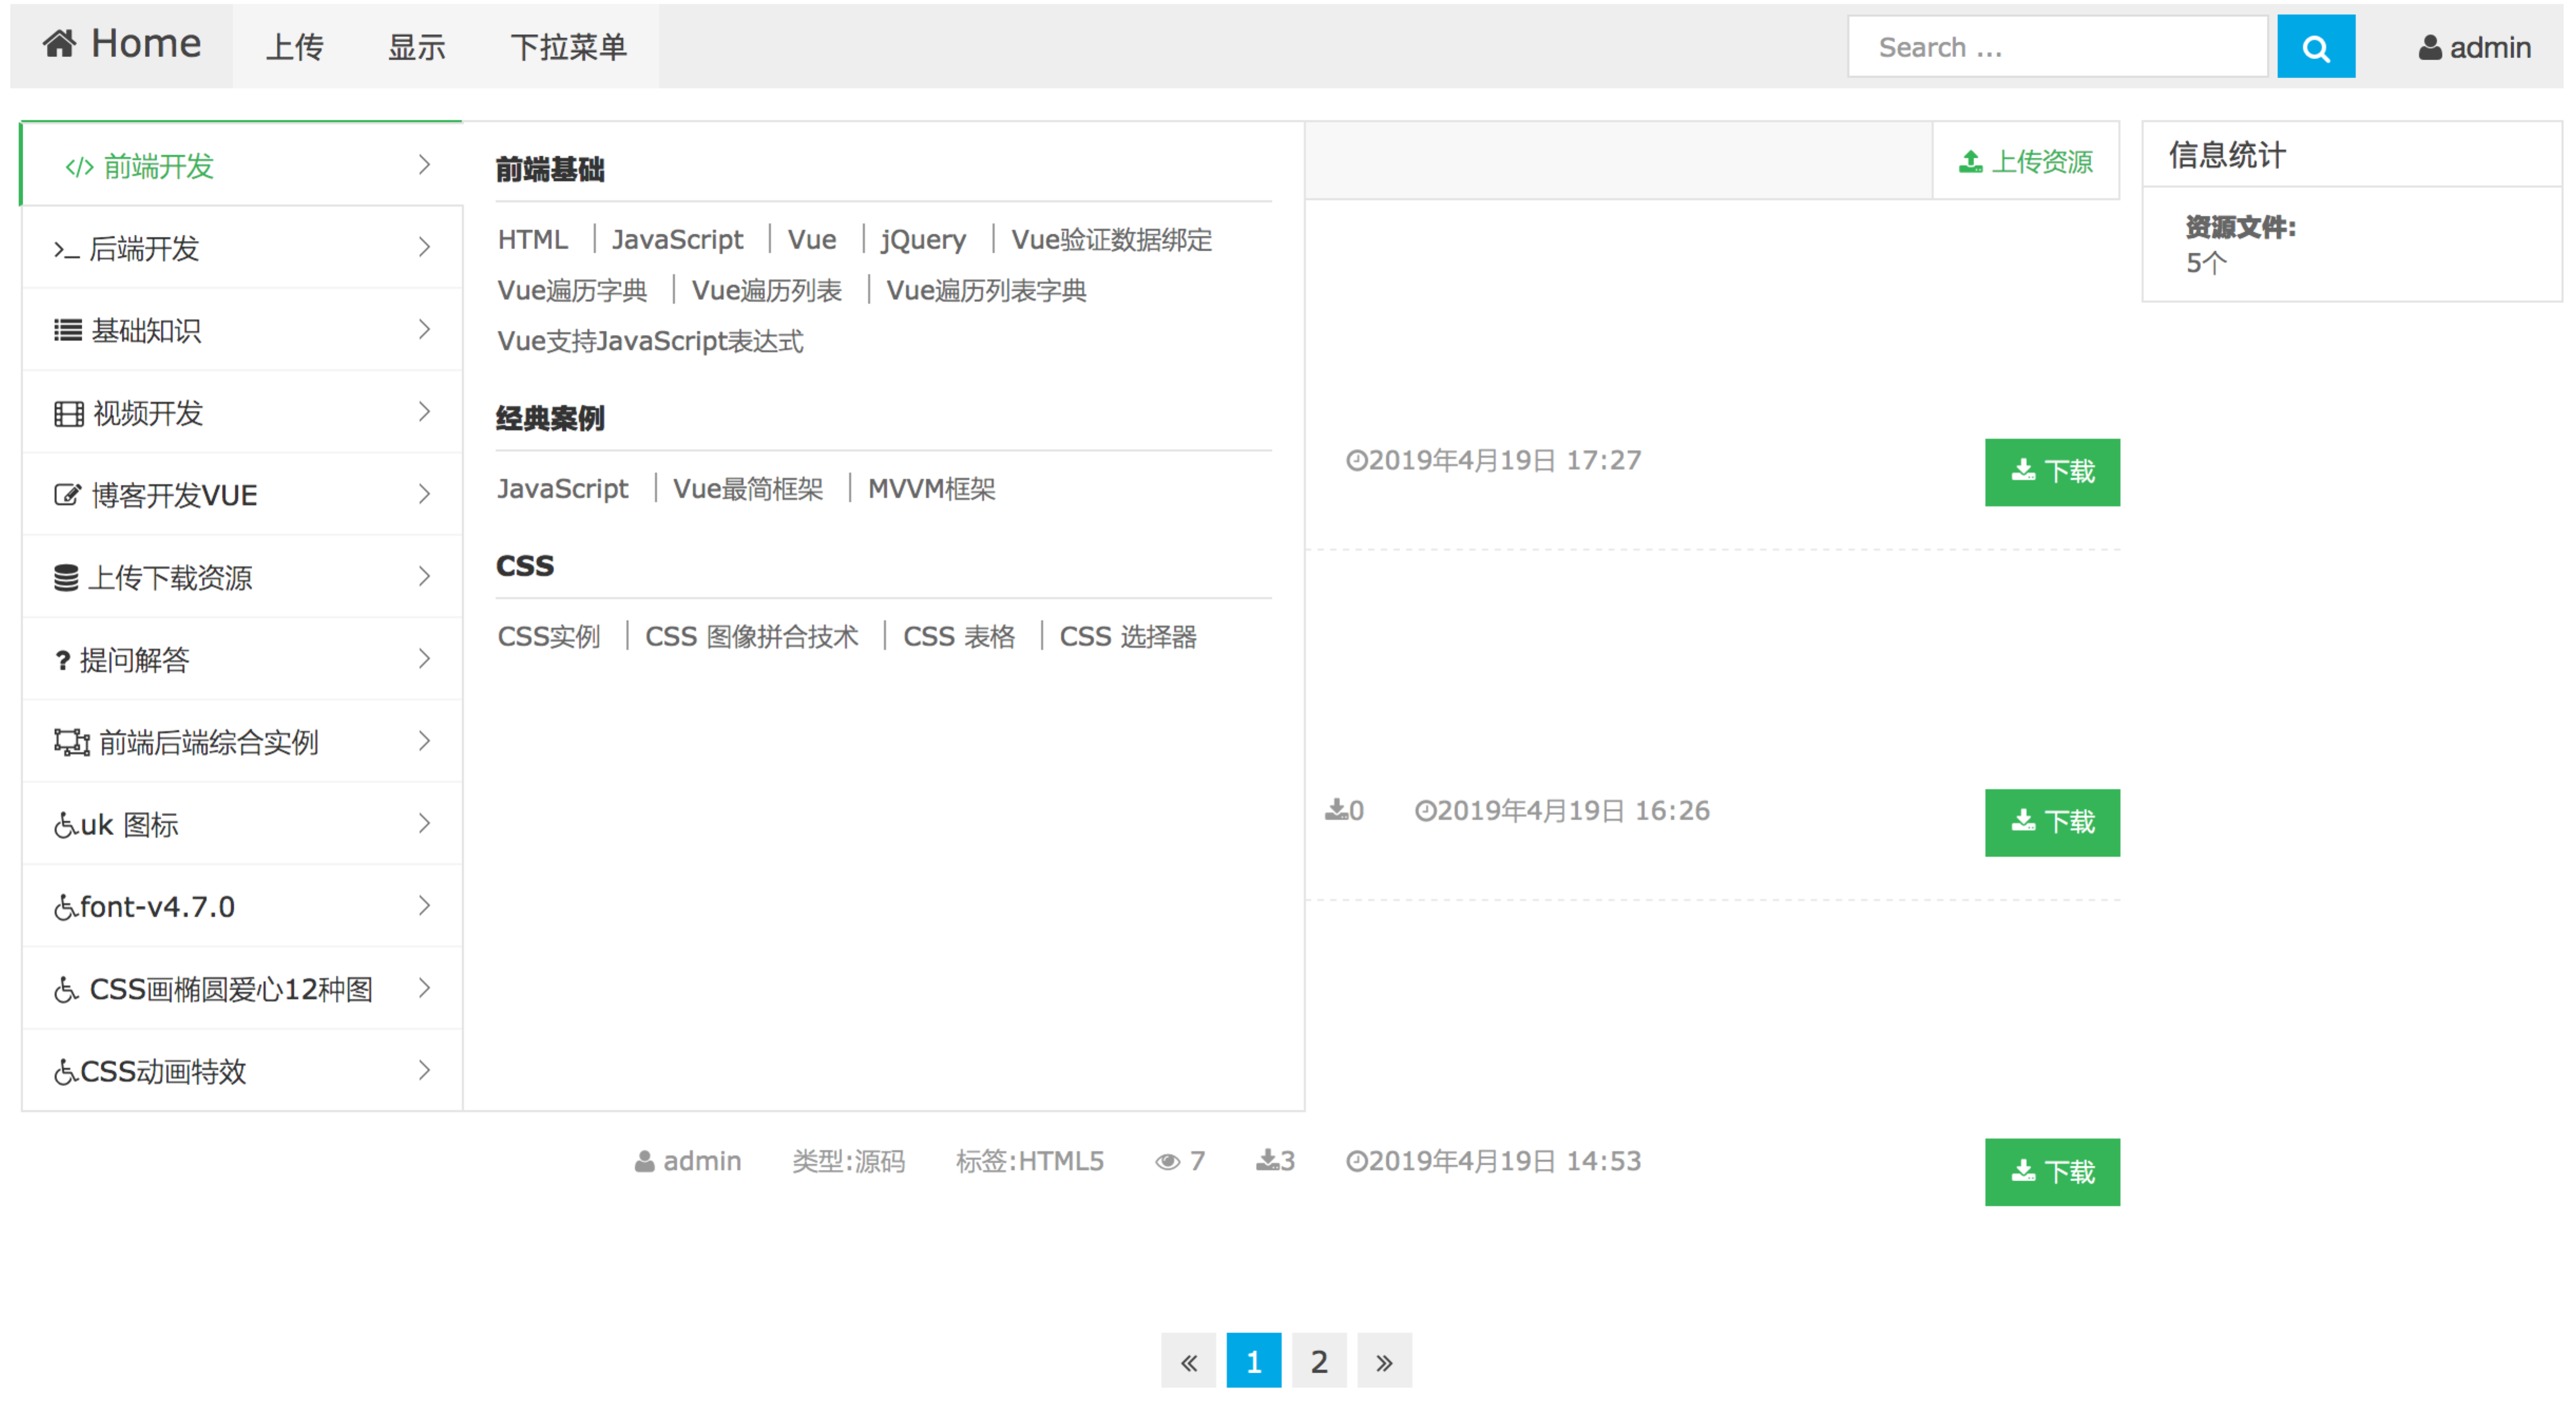 Home 上传 显示 下拉菜单 Search ... admin
前端开发
后端开发
基础知识
视频开发
博客开发VUE
上传下载资源
提问解答
前端后端综合实例
uk 图标
font-v4.7.0
CSS画椭圆爱心12种图
CSS动画特效
前端基础
HTML JavaScript Vue jQuery Vue验证数据绑定
Vue遍历字典 Vue遍历列表 Vue遍历列表字典
Vue支持JavaScript表达式
经典案例
JavaScript Vue最简框架 MVVM框架
CSS
CSS实例 CSS 图像拼合技术 CSS 表格 CSS 选择器
上传资源
2019年4月19日 17:27 下载
0 2019年4月19日 16:26 下载
admin 类型:源码 标签:HTML5 7 3 2019年4月19日 14:53 下载
信息统计
资源文件:
5个
« 1 2 »